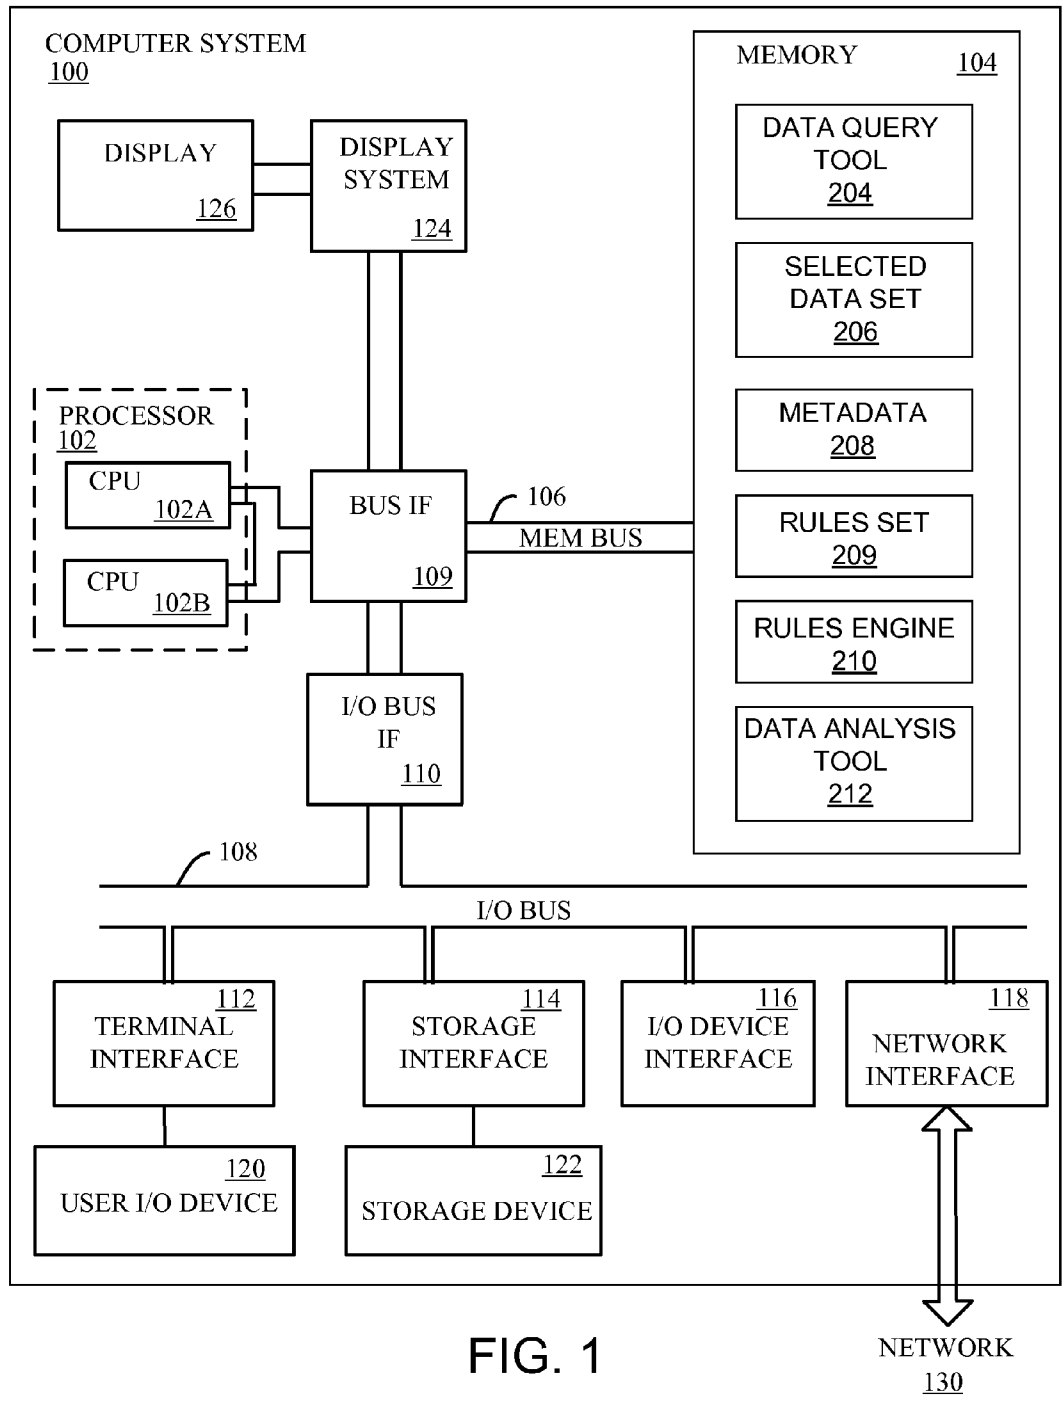 COMPUTER SYSTEM
100
MEMORY
104
DISPLAY
126
DISPLAY
SYSTEM
124
DATA QUERY
TOOL
204
SELECTED
DATA SET
206
METADATA
208
RULES SET
209
RULES ENGINE
210
DATA ANALYSIS
TOOL
212
PROCESSOR
102
CPU
102A
CPU
102B
BUS IF
109
106
MEM BUS
I/O BUS
IF
110
108
I/O BUS
112
TERMINAL
INTERFACE
114
STORAGE
INTERFACE
116
I/O DEVICE
INTERFACE
118
NETWORK
INTERFACE
120
USER I/O DEVICE
122
STORAGE DEVICE
FIG. 1
NETWORK
130